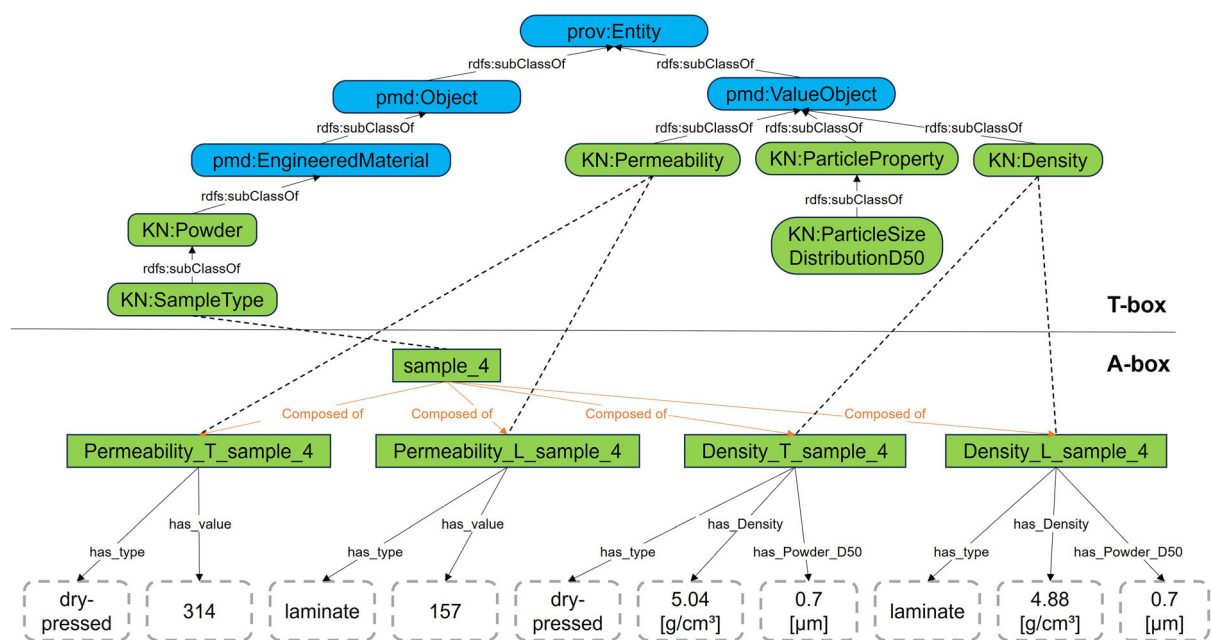 prov:Entity
rdfs:subClassOf
rdfs:subClassOf
pmd:Object
pmd:ValueObject
rdfs:subClassOf
rdfs:subClassOf
rdfs:subClassOf
rdfs:subClassOf
pmd:EngineeredMaterial
KN:Permeability
KN:ParticleProperty
KN:Density
rdfs:subClassOf
rdfs:subClassOf
KN:Powder
KN:ParticleSize
DistributionD50
rdfs:subClassOf
KN:SampleType
T-box
A-box
sample_4
Composed of
Composed of
Composed of
Composed of
Permeability_T_sample_4
Permeability_L_sample_4
Density_T_sample_4
Density_L_sample_4
has_value
has_value
has_Density
has_Density
has_type
has_type
has_type
has_Powder_D50
has_type
has_Powder_D50
dry-
pressed
314
laminate
157
dry-
pressed
5.04
[g/cm³]
0.7
[µm]
laminate
4.88
[g/cm³]
0.7
[µm]